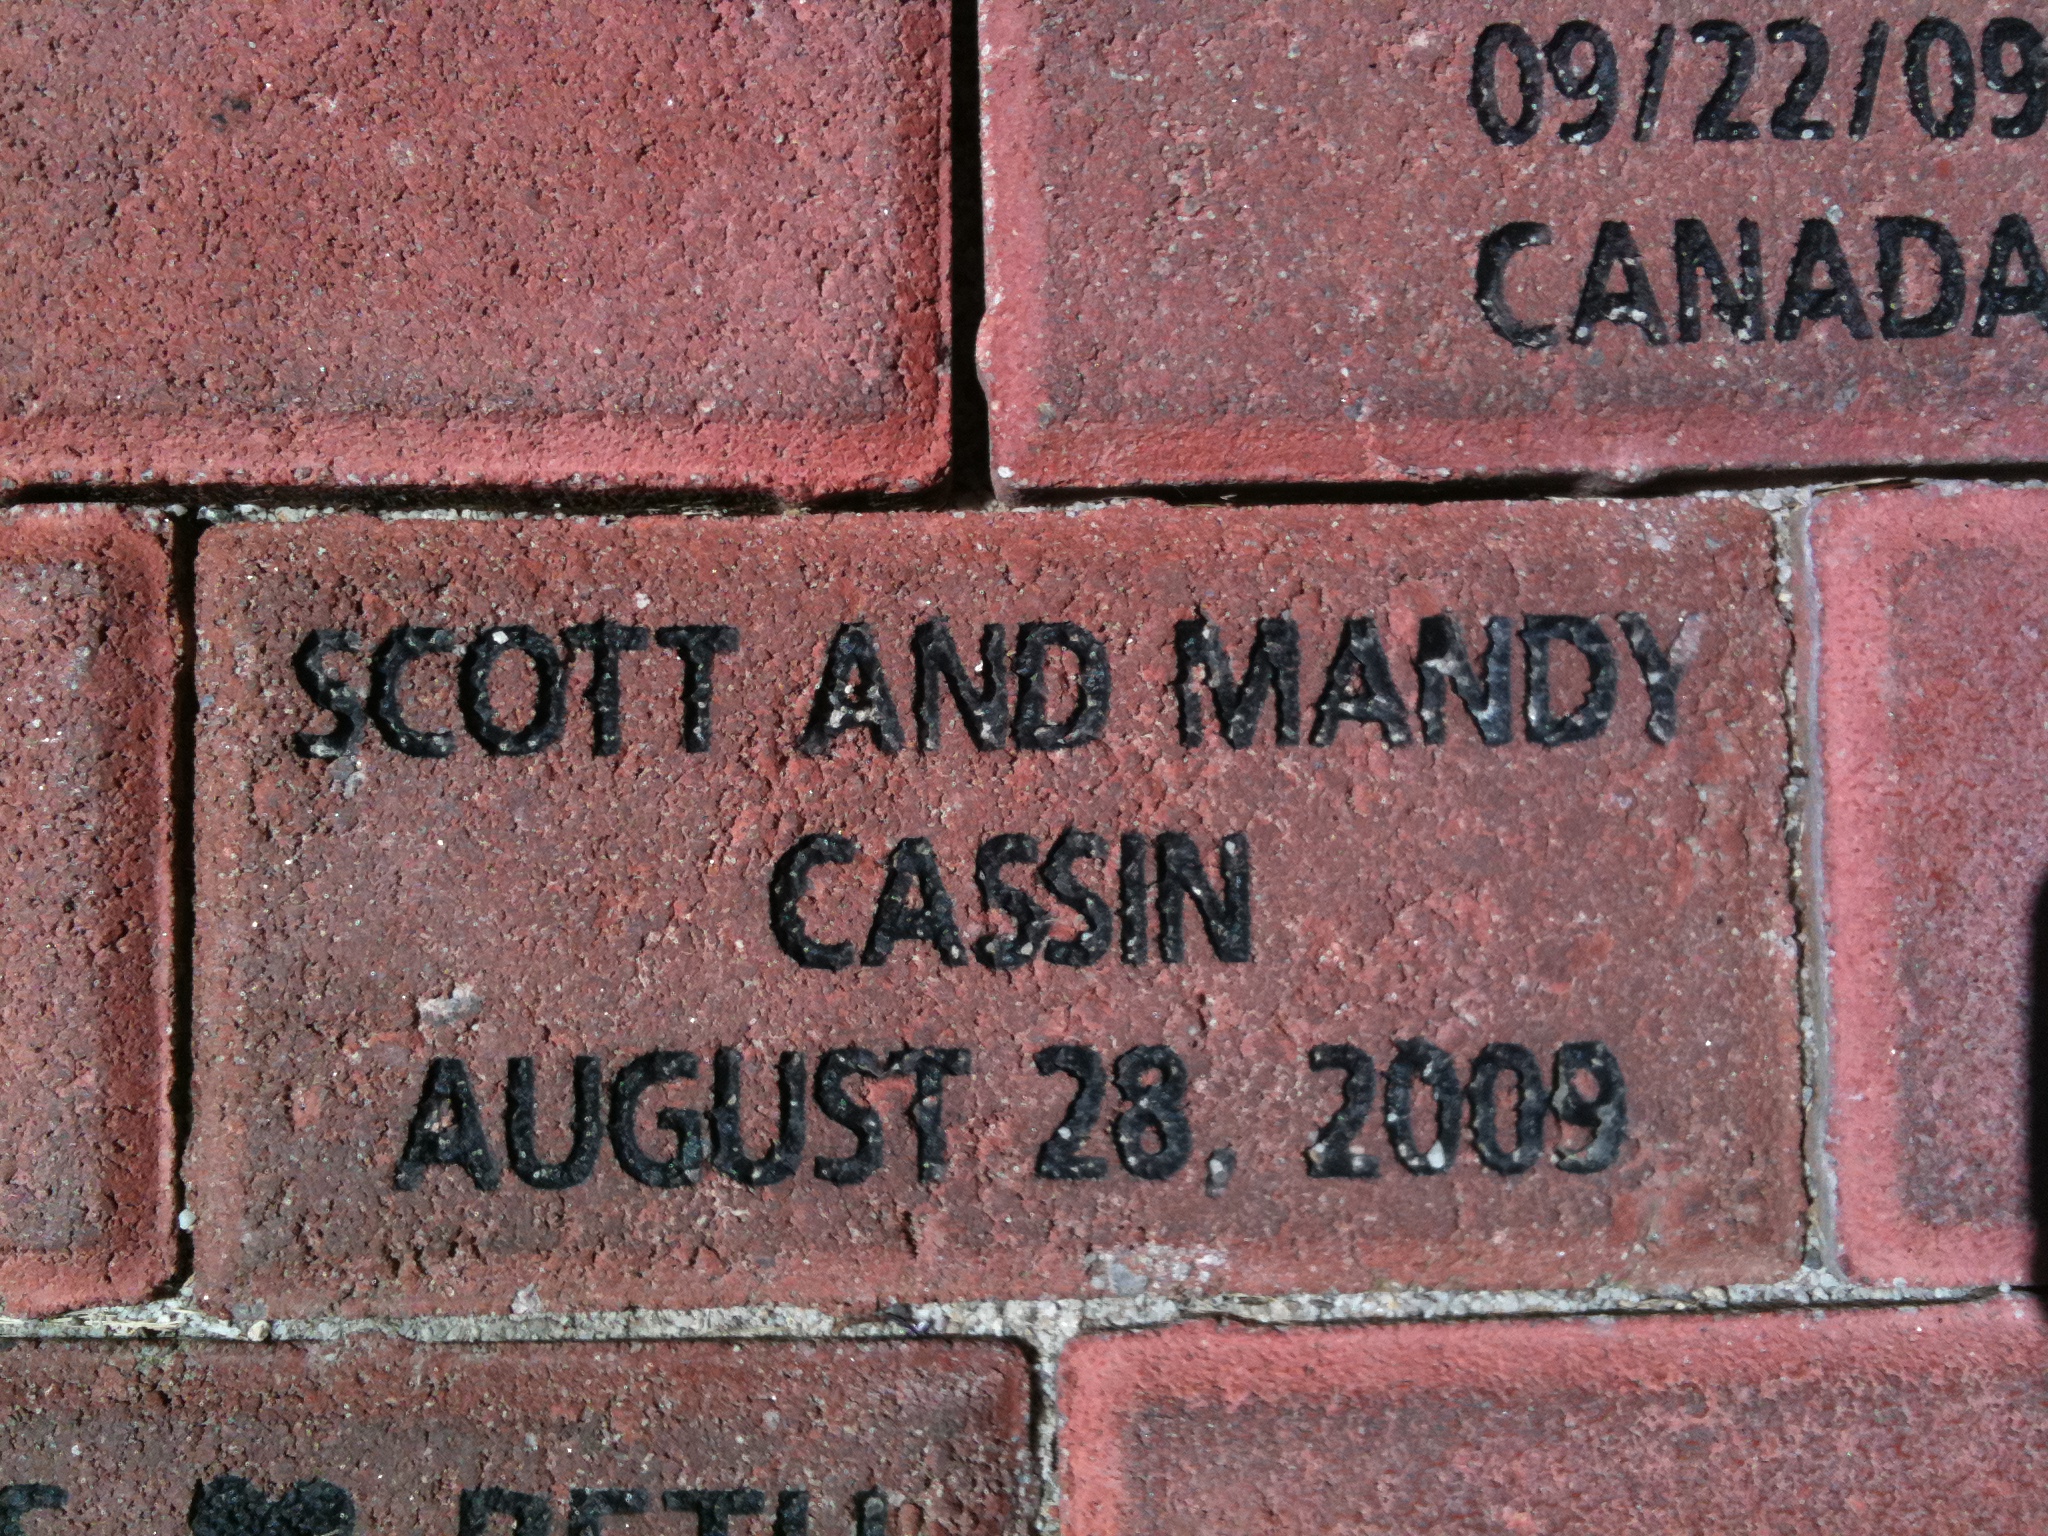 09/22/09
CANADA
SCOTT AND MANDY
CASSIN
AUGUST 28, 2009